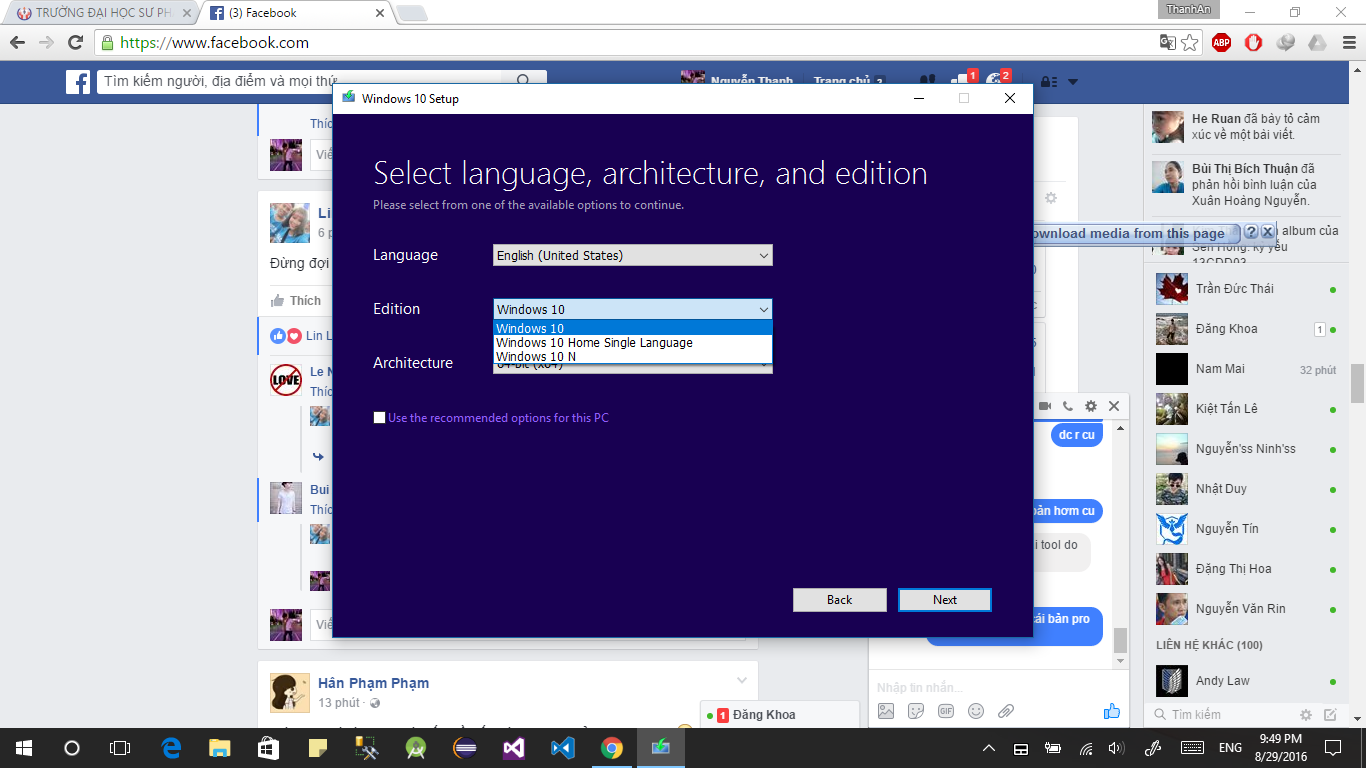 TRƯỜNG ĐẠI HỌC SƯ PHẠ
(3) Facebook
ThanhAn
https://www.facebook.com
ABP
Tìm kiếm người, địa điểm và mọi thứ
Nguyễn Thanh
Trang chủ 3
1
2
Windows 10 Setup
Select language, architecture, and edition
Please select from one of the available options to continue.
Language
English (United States)
Edition
Windows 10
Windows 10
Windows 10 Home Single Language
Windows 10 N
Architecture
64-bit (x64)
Use the recommended options for this PC
Back
Next
Thíc
Viế
Li
6 p
Đừng đợi
Thích
Lin L
LOVE
Le N
Thíc
Bui
Thíc
Viế
Hân Phạm Phạm
13 phút
ownload media from this page
?
dc r cu
bản hơm cu
i tool do
cái bản pro
Nhập tin nhắn...
GIF
1 Đăng Khoa
He Ruan đã bày tỏ cảm
xúc về một bài viết.
Bùi Thị Bích Thuận đã
phản hồi bình luận của
Xuân Hoàng Nguyễn.
album của
Sen Hồng: kỷ yếu
13CDD03
Trần Đức Thái
Đăng Khoa
1
Nam Mai
32 phút
Kiệt Tấn Lê
Nguyễn'ss Ninh'ss
Nhật Duy
Nguyễn Tín
Đặng Thị Hoa
Nguyễn Văn Rin
LIÊN HỆ KHÁC (100)
Andy Law
Tìm kiếm
ENG
9:49 PM
8/29/2016